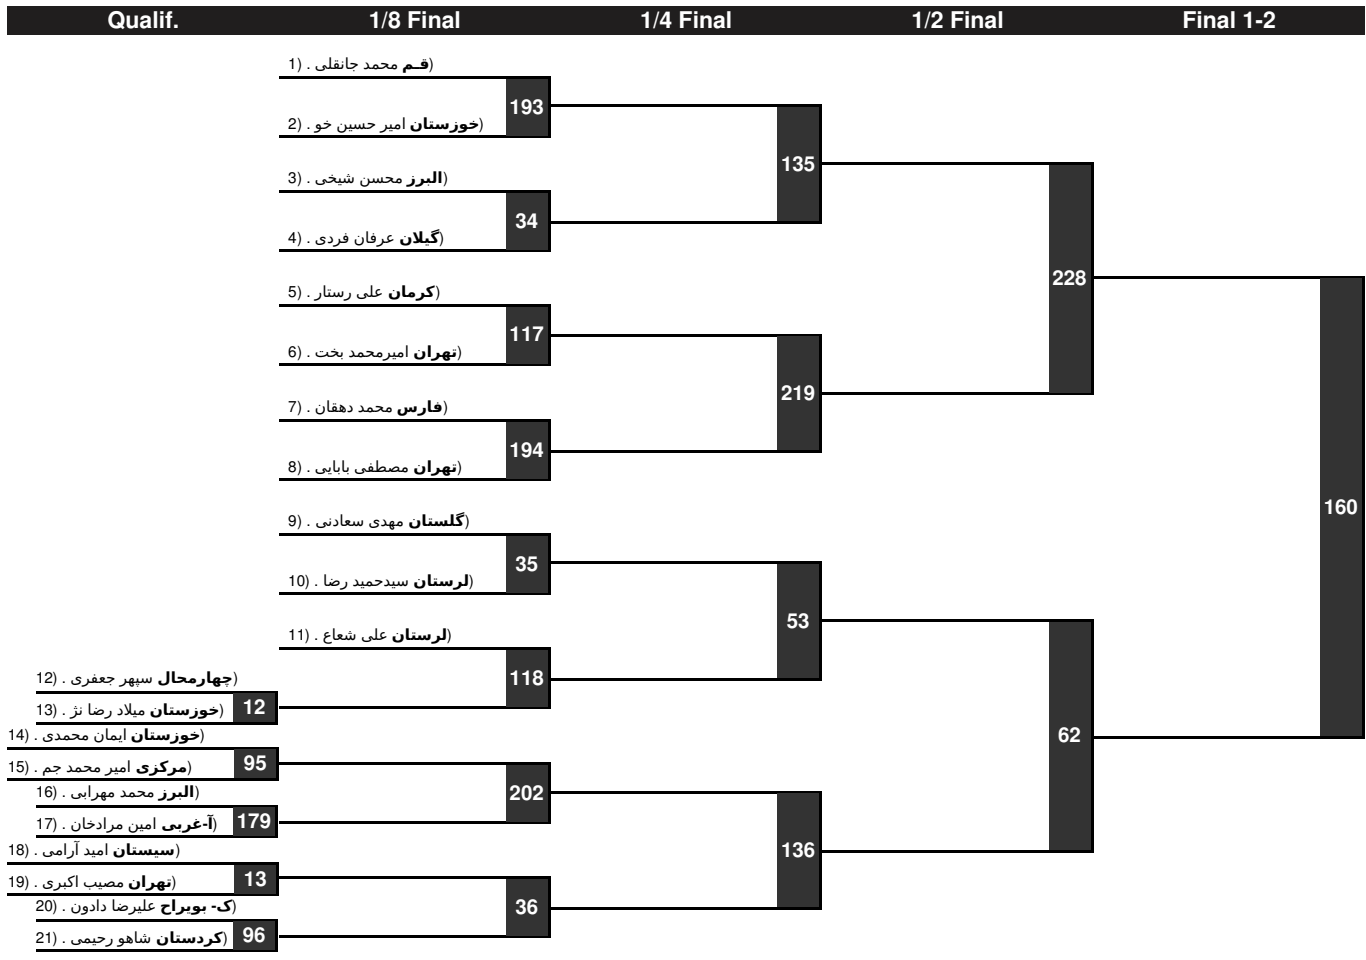 Qualif. 1/8 Final 1/4 Final 1/2 Final Final 1-2
1) . قـم محمد جانقلی)
193
2) . خوزستان امیر حسین خو)
135
3) . البرز محسن شیخی)
34
4) . گیلان عرفان فردی)
228
5) . کرمان علی رستار)
117
6) . تهران امیرمحمد بخت)
219
7) . فارس محمد دهقان)
194
8) . تهران مصطفی بابایی)
160
9) . گلستان مهدی سعادتی)
35
10) . لرستان سیدحمید رضا)
53
11) . لرستان علی شعاع)
118
12) . چهارمحال سپهر جعفری)
12
13) . خوزستان میلاد رضا نژ)
62
14) . خوزستان ایمان محمدی)
95
15) . مرکزی امیر محمد جم)
202
16) . البرز محمد مهرابی)
179
17) . آ-غربی امین مرادخان)
136
18) . سیستان امید آرامی)
13
19) . تهران مصیب اکبری)
36
20) . ک- بویراح علیرضا دادون)
96
21) . کردستان شاهو رحیمی)